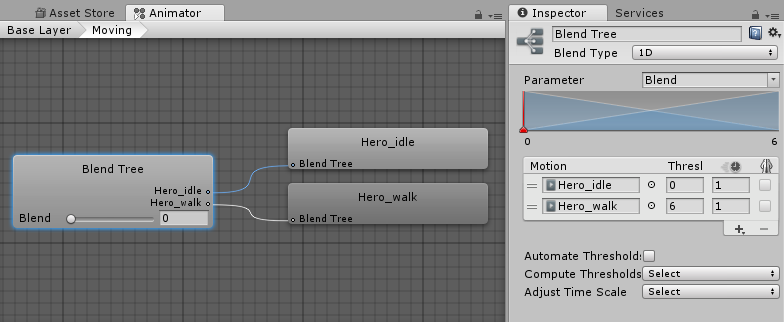 Asset Store Animator
Base Layer Moving
Blend Tree
Hero_idle
Hero_walk
Blend 0
Hero_idle
Blend Tree
Hero_walk
Blend Tree
Inspector Services
Blend Tree
Blend Type 1D
Parameter Blend
0 6
Motion Thresl
Hero_idle 0 1
Hero_walk 6 1
Automate Threshold:
Compute Thresholds Select
Adjust Time Scale Select